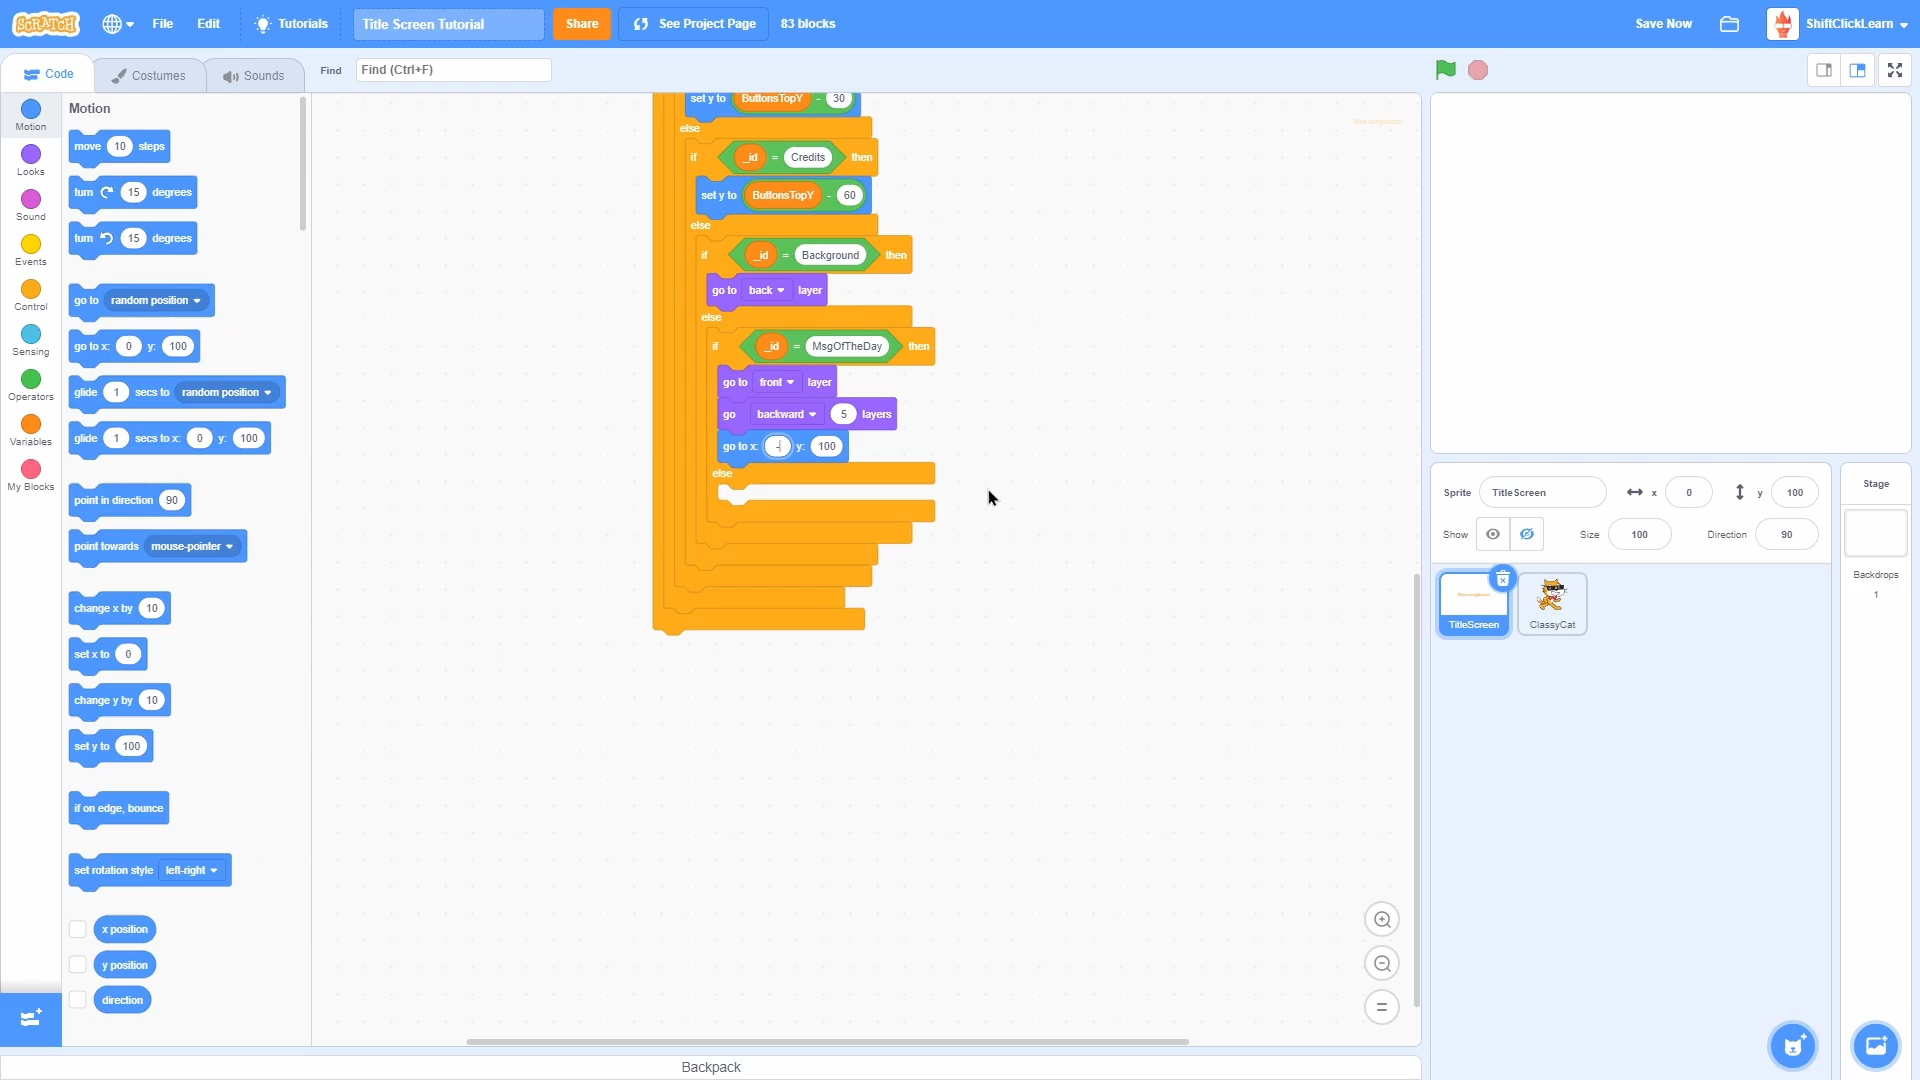 SCRATCH File Edit Tutorials Title Screen Tutorial Share See Project Page 83 blocks Save Now ShiftClickLearn
Code Costumes Sounds Find Find (Ctrl+F)
Motion
Looks
Sound
Events
Control
Sensing
Operators
Variables
My Blocks
Motion
move 10 steps
turn 15 degrees
turn 15 degrees
go to random position
go to x: 0 y: 100
glide 1 secs to random position
glide 1 secs to x: 0 y: 100
point in direction 90
point towards mouse-pointer
change x by 10
set x to 0
change y by 10
set y to 100
if on edge, bounce
set rotation style left-right
x position
y position
direction
set y to ButtonsTopY - 30
else
if _id = Credits then
set y to ButtonsTopY - 60
else
if _id = Background then
go to back layer
else
if _id = MsgOfTheDay then
go to front layer
go backward 5 layers
go to x: - y: 100
else
Sprite TitleScreen x 0 y 100
Show Size 100 Direction 90
TitleScreen
ClassyCat
Stage
Backdrops
1
Backpack